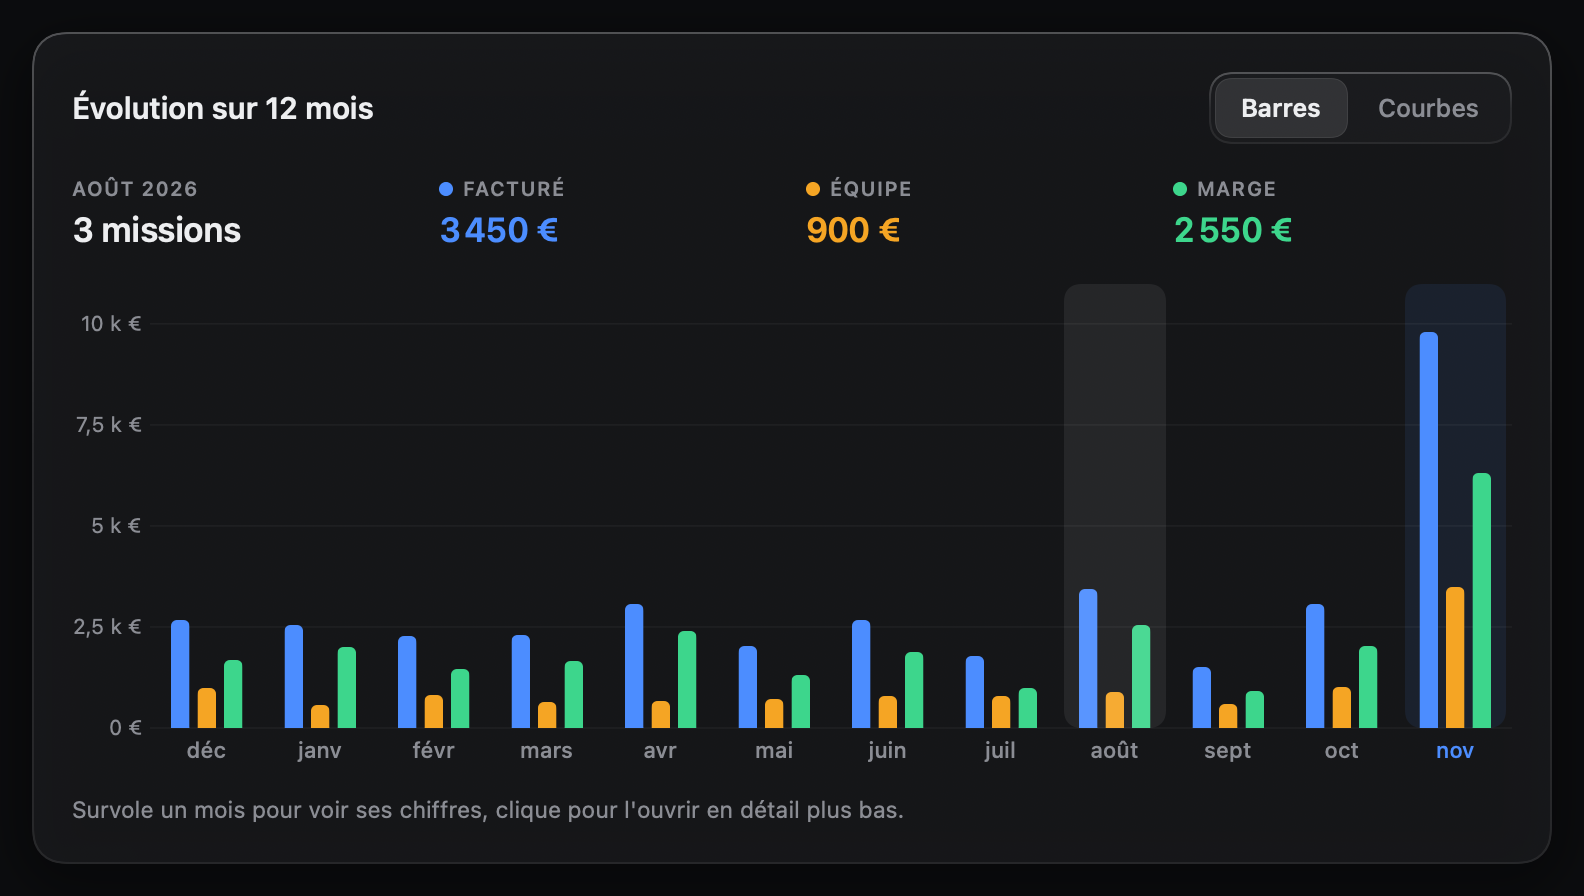 Évolution sur 12 mois
Barres
Courbes
AOÛT 2026
3 missions
FACTURÉ
3 450 €
ÉQUIPE
900 €
MARGE
2 550 €
10 k €
7,5 k €
5 k €
2,5 k €
0 €
déc janv févr mars avr mai juin juil août sept oct nov
Survole un mois pour voir ses chiffres, clique pour l'ouvrir en détail plus bas.